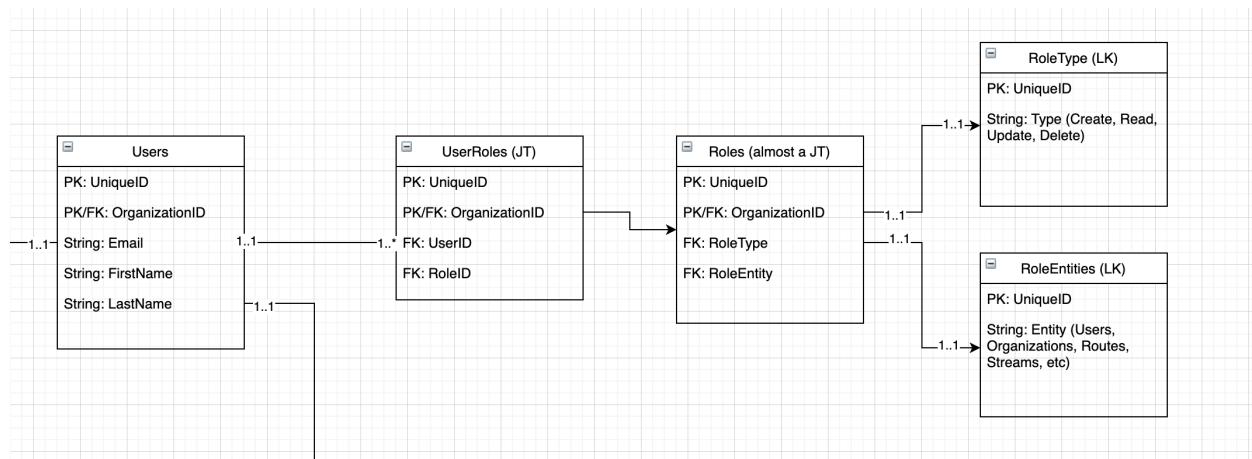 RoleType (LK)
PK: UniqueID
String: Type (Create, Read,
Update, Delete)
1..1
Users
PK: UniqueID
PK/FK: OrganizationID
String: Email
String: FirstName
String: LastName
1..1
1..1
1..*
1..1
UserRoles (JT)
PK: UniqueID
PK/FK: OrganizationID
FK: UserID
FK: RoleID
Roles (almost a JT)
PK: UniqueID
PK/FK: OrganizationID
FK: RoleType
FK: RoleEntity
1..1
1..1
1..1
RoleEntities (LK)
PK: UniqueID
String: Entity (Users,
Organizations, Routes,
Streams, etc)